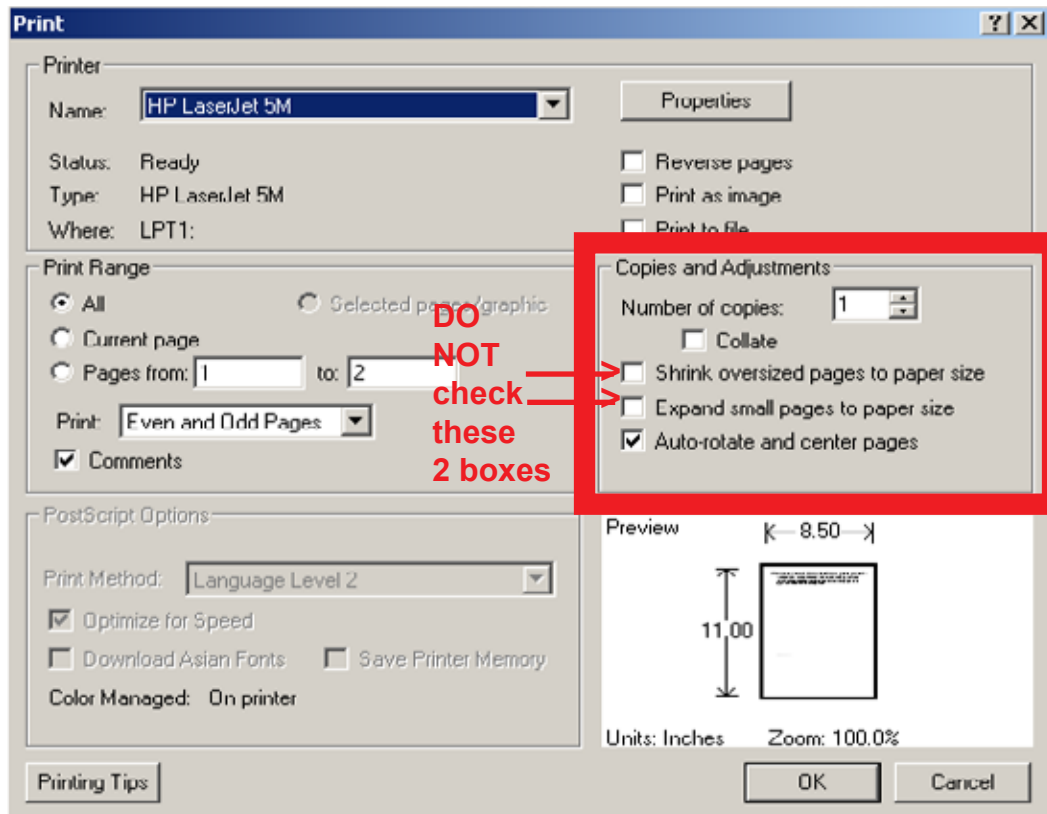 Print
Printer
Name: HP LaserJet 5M
Properties
Status: Ready
Reverse pages
Type: HP LaserJet 5M
Print as image
Where: LPT1:
Print to file
Print Range
All
Selected pages/graphic
Current page
Pages from: 1 to: 2
Print: Even and Odd Pages
Comments
DO
NOT
check
these
2 boxes
Copies and Adjustments
Number of copies: 1
Collate
Shrink oversized pages to paper size
Expand small pages to paper size
Auto-rotate and center pages
PostScript Options
Print Method: Language Level 2
Optimize for Speed
Download Asian Fonts Save Printer Memory
Color Managed: On printer
Preview
8.50
11.00
Units: Inches Zoom: 100.0%
Printing Tips
OK
Cancel